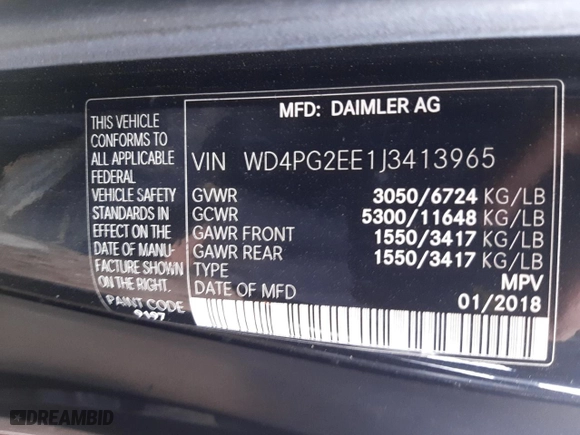 MFD: DAIMLER AG
THIS VEHICLE
CONFORMS TO
ALL APPLICABLE
FEDERAL
VEHICLE SAFETY
STANDARDS IN
EFFECT ON THE
DATE OF MANU-
FACTURE SHOWN
ON THE RIGHT.
PAINT CODE
9197
VIN WD4PG2EE1J3413965
GVWR 3050/6724 KG/LB
GCWR 5300/11648 KG/LB
GAWR FRONT 1550/3417 KG/LB
GAWR REAR 1550/3417 KG/LB
TYPE MPV
DATE OF MFD 01/2018
DREAMBID